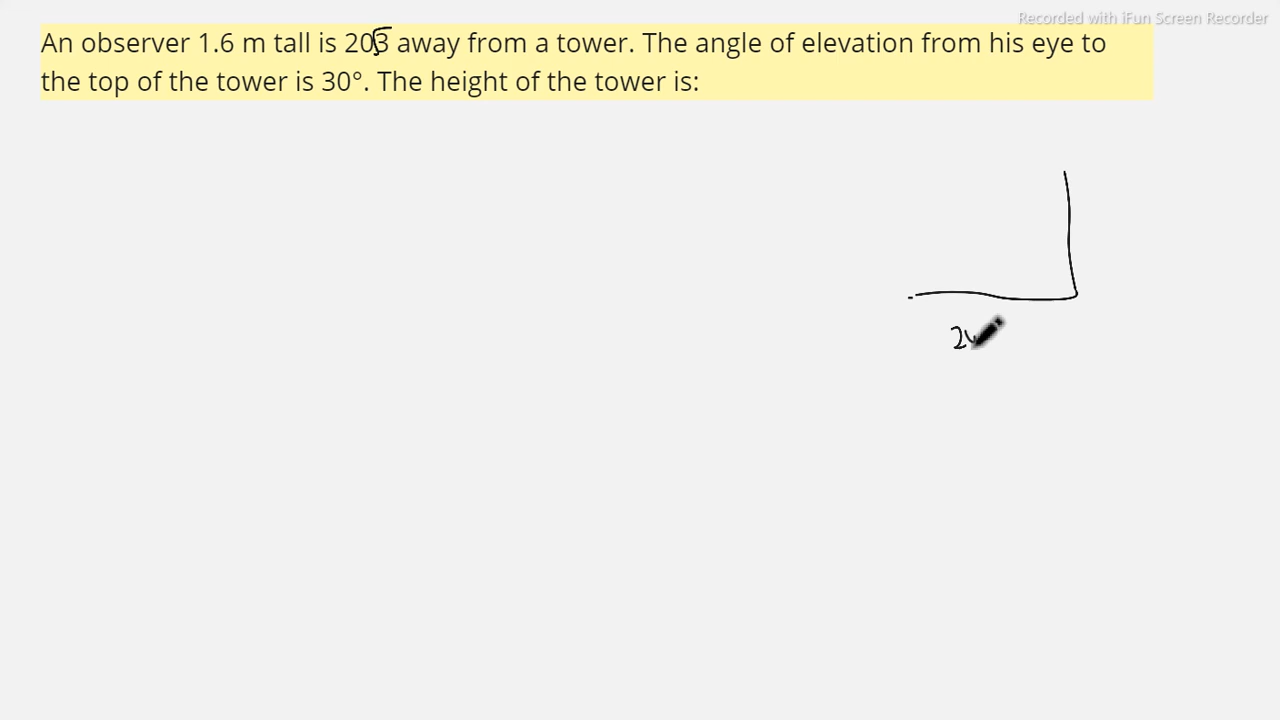 Recorded with iFun Screen Recorder
An observer 1.6 m tall is 20√3 away from a tower. The angle of elevation from his eye to
the top of the tower is 30°. The height of the tower is:
2